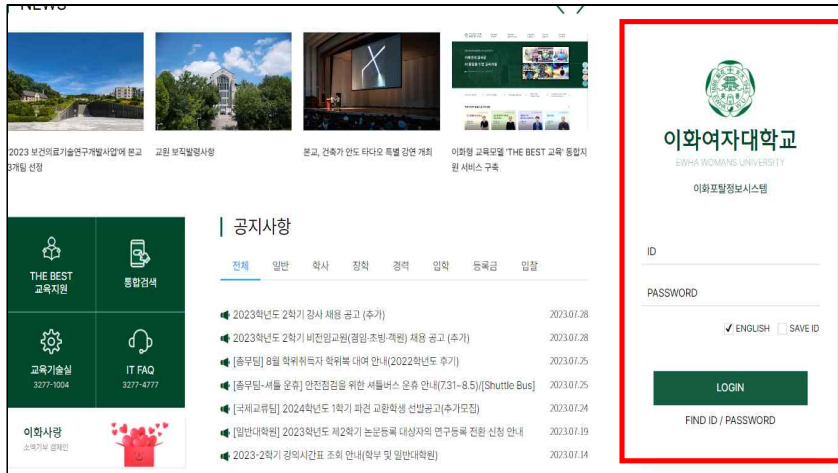 NEWS
'2023 보건의료기술연구개발사업'에 본교
3개팀 선정
교원 보직발령사항
본교, 건축가 안도 타다오 특별 강연 개최
이화형 교육모델 'THE BEST 교육' 통합지
원 서비스 구축
THE BEST
교육지원
통합검색
교육기술실
3277-1004
IT FAQ
3277-4777
이화사랑
소액기부 캠페인
공지사항
전체 일반 학사 장학 경력 입학 등록금 입찰
2023학년도 2학기 강사 채용 공고 (추가) 2023.07-28
2023학년도 2학기 비전임교원(겸임·초빙·객원) 채용 공고 (추가) 2023.07-28
[총무팀] 8월 학위취득자 학위복 대여 안내(2022학년도 후기) 2023.07.25
[총무팀-셔틀 운휴] 안전점검을 위한 셔틀버스 운휴 안내(7.31~8.5)/[Shuttle Bus] 2023.07.25
[국제교류팀] 2024학년도 1학기 파견 교환학생 선발공고(추가모집) 2023.07-24
[일반대학원] 2023학년도 제2학기 논문등록 대상자의 연구등록 전환 신청 안내 2023.07.19
2023-2학기 강의시간표 조회 안내(학부 및 일반대학원) 2023.07.14
이화여자대학교
EWHA WOMANS UNIVERSITY
이화포탈정보시스템
ID
PASSWORD
ENGLISH SAVE ID
LOGIN
FIND ID / PASSWORD